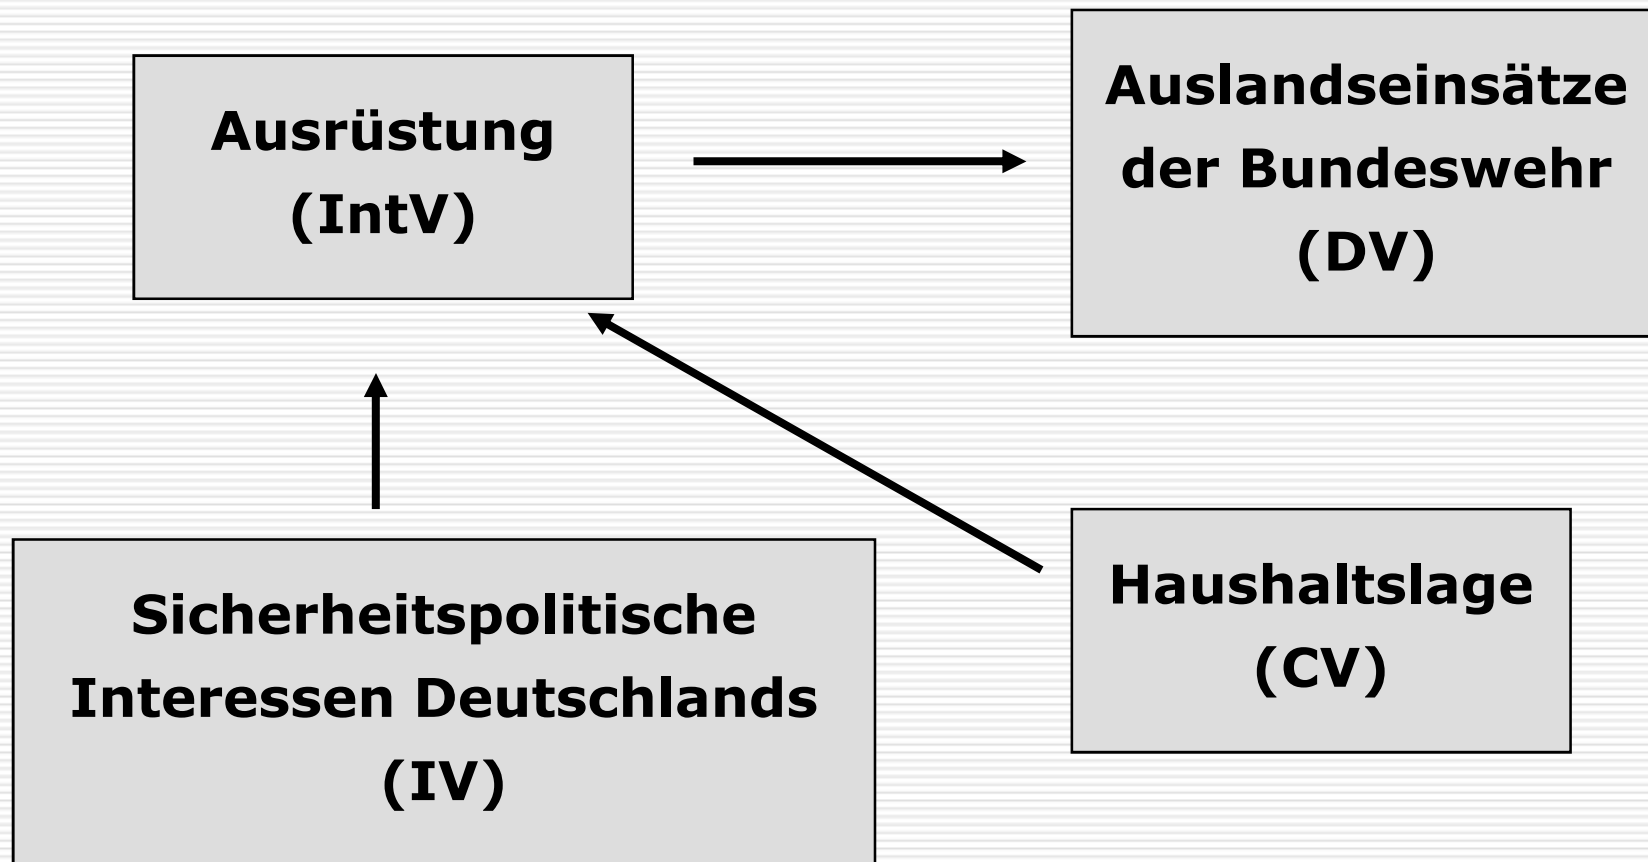 Ausrüstung
(IntV)
Auslandseinsätze
der Bundeswehr
(DV)
Sicherheitspolitische
Interessen Deutschlands
(IV)
Haushaltslage
(CV)